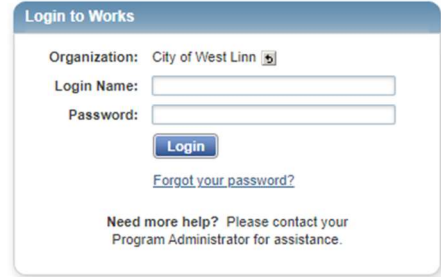 Login to Works
Organization: City of West Linn
Login Name:
Password:
Login
Forgot your password?
Need more help? Please contact your
Program Administrator for assistance.